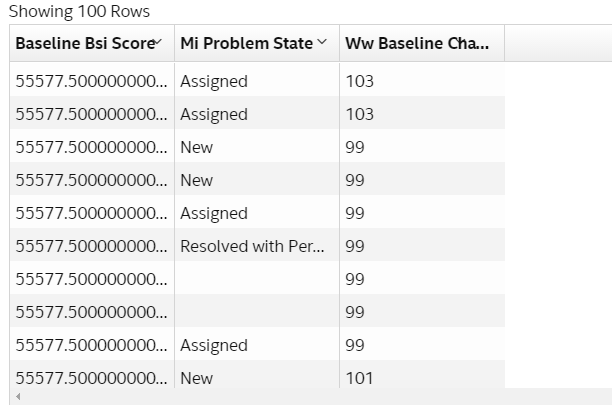 Showing 100 Rows
Baseline Bsi Score Mi Problem State Ww Baseline Cha...
55577.500000000... Assigned 103
55577.500000000... Assigned 103
55577.500000000... New 99
55577.500000000... New 99
55577.500000000... Assigned 99
55577.500000000... Resolved with Per... 99
55577.500000000... 99
55577.500000000... 99
55577.500000000... Assigned 99
55577.500000000... New 101